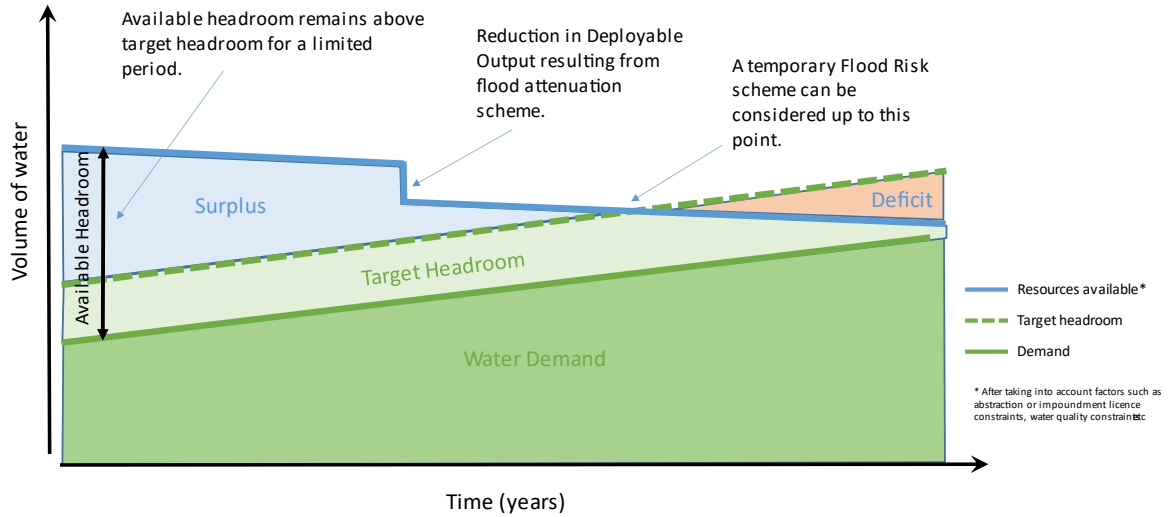 Available headroom remains above
target headroom for a limited
period.
Reduction in Deployable
Output resulting from
flood attenuation
scheme.
A temporary Flood Risk
scheme can be
considered up to this
point.
Volume of water
Available Headroom
Surplus
Deficit
Target Headroom
Water Demand
Resources available*
Target headroom
Demand
* After taking into account factors such as
abstraction or impoundment licence
constraints, water quality constraints etc
Time (years)